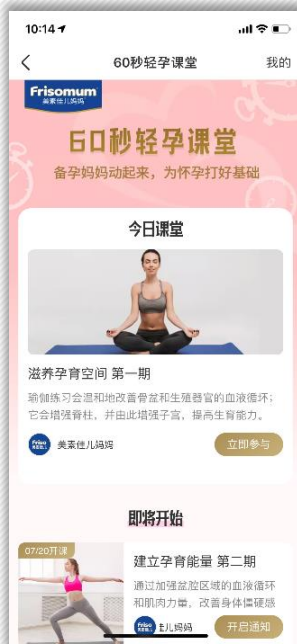 10:14
60秒轻孕课堂
我的
Frisomum
美素佳儿妈妈
60秒轻孕课堂
备孕妈妈动起来，为怀孕打好基础
今日课堂
滋养孕育空间 第一期
瑜伽练习会温和地改善骨盆和生殖器官的血液循环；
它会增强脊柱，并由此增强子宫，提高生育能力。
Friso
美素佳儿妈妈
立即参与
即将开始
07/20开课
建立孕育能量 第二期
通过加强盆腔区域的血液循环
和肌肉力量，改善身体僵硬感
Friso
儿妈妈
开启通知